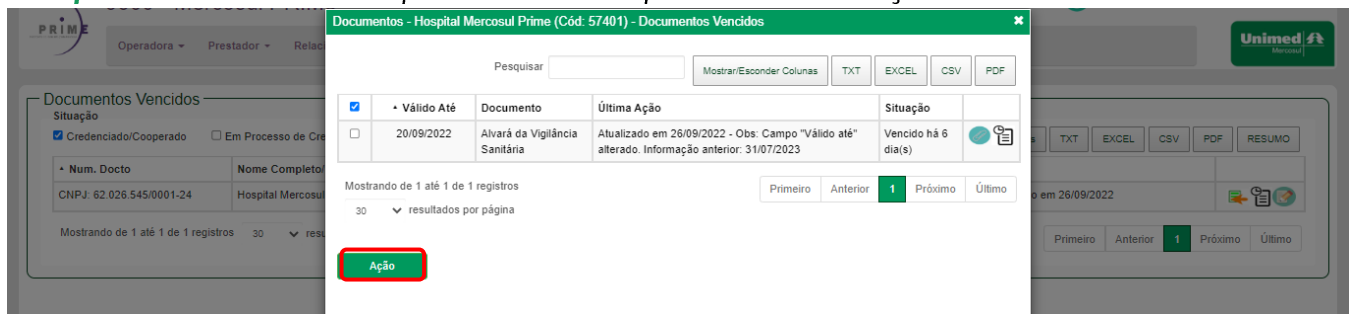 Documentos - Hospital Mercosul Prime (Cód: 57401) - Documentos Vencidos ✖
PRIME
Operadora Prestador
Unimed
Mercosul
Pesquisar Mostrar/Esconder Colunas TXT EXCEL CSV PDF
Documentos Vencidos
Situação
Credenciado/Cooperado Em Processo de
TXT EXCEL CSV PDF RESUMO
Válido Até Documento Última Ação Situação
20/09/2022 Alvará da Vigilância Atualizado em 26/09/2022 - Obs: Campo "Válido até" Vencido há 6
Sanitária alterado. Informação anterior: 31/07/2023 dia(s)
Num. Docto Nome Completo/
CNPJ: 62.026.545/0001-24 Hospital
em 26/09/2022
Mostrando de 1 até 1 de 1 registros Primeiro Anterior 1 Próximo Último
30 resultados por página
Mostrando de 1 até 1 de 1 registros 30
Primeiro Anterior 1 Próximo Último
Ação